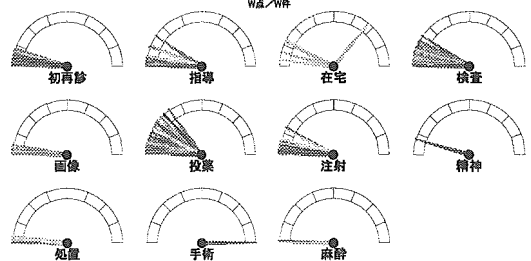 W点/W件
初再診 指導 在宅 検査
画像 投薬 注射 精神
処置 手術 麻酔